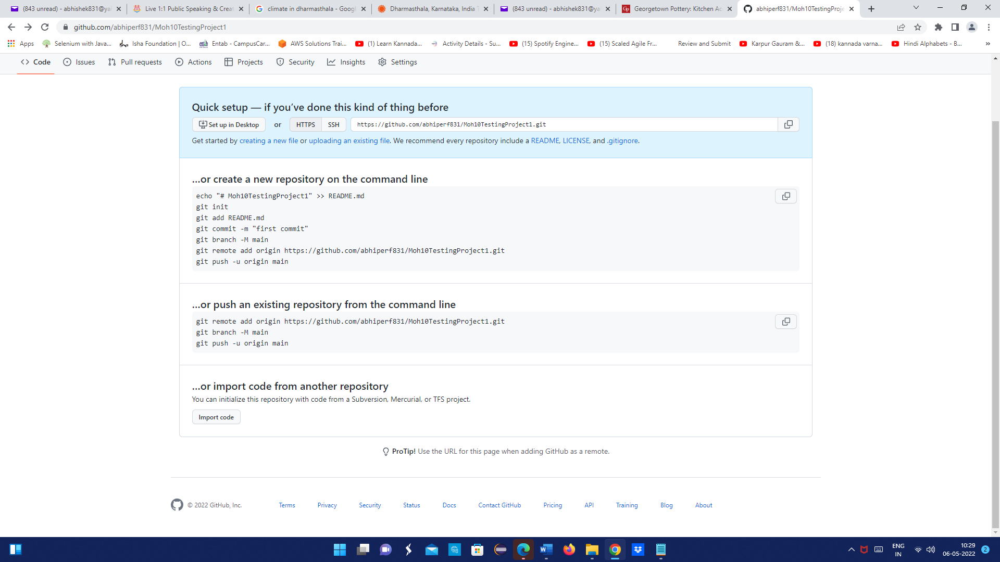 (843 unread) - abhishek831@ya
Live 1:1 Public Speaking & Creat
climate in dharmasthala - Googl
Dharmasthala, Karnataka, India
(843 unread) - abhishek831@ya
Georgetown Pottery: Kitchen Ac
abhiperf831/Moh10TestingProje
github.com/abhiperf831/Moh10TestingProject1
Apps
Selenium with Java...
Isha Foundation | O...
Entab - CampusCar...
AWS Solutions Trai...
(1) Learn Kannada...
Activity Details - Su...
(15) Spotify Engine...
(15) Scaled Agile Fr...
Review and Submit
Karpur Gauram &...
(18) kannada varna...
Hindi Alphabets - B...
»
Code
Issues
Pull requests
Actions
Projects
Security
Insights
Settings
Quick setup — if you’ve done this kind of thing before
Set up in Desktop
or
HTTPS
SSH
https://github.com/abhiperf831/Moh10TestingProject1.git
Get started by creating a new file or uploading an existing file. We recommend every repository include a README, LICENSE, and .gitignore.
…or create a new repository on the command line
echo "# Moh10TestingProject1" >> README.md
git init
git add README.md
git commit -m "first commit"
git branch -M main
git remote add origin https://github.com/abhiperf831/Moh10TestingProject1.git
git push -u origin main
…or push an existing repository from the command line
git remote add origin https://github.com/abhiperf831/Moh10TestingProject1.git
git branch -M main
git push -u origin main
…or import code from another repository
You can initialize this repository with code from a Subversion, Mercurial, or TFS project.
Import code
ProTip! Use the URL for this page when adding GitHub as a remote.
© 2022 GitHub, Inc.
Terms
Privacy
Security
Status
Docs
Contact GitHub
Pricing
API
Training
Blog
About
ENG
IN
10:29
06-05-2022
2